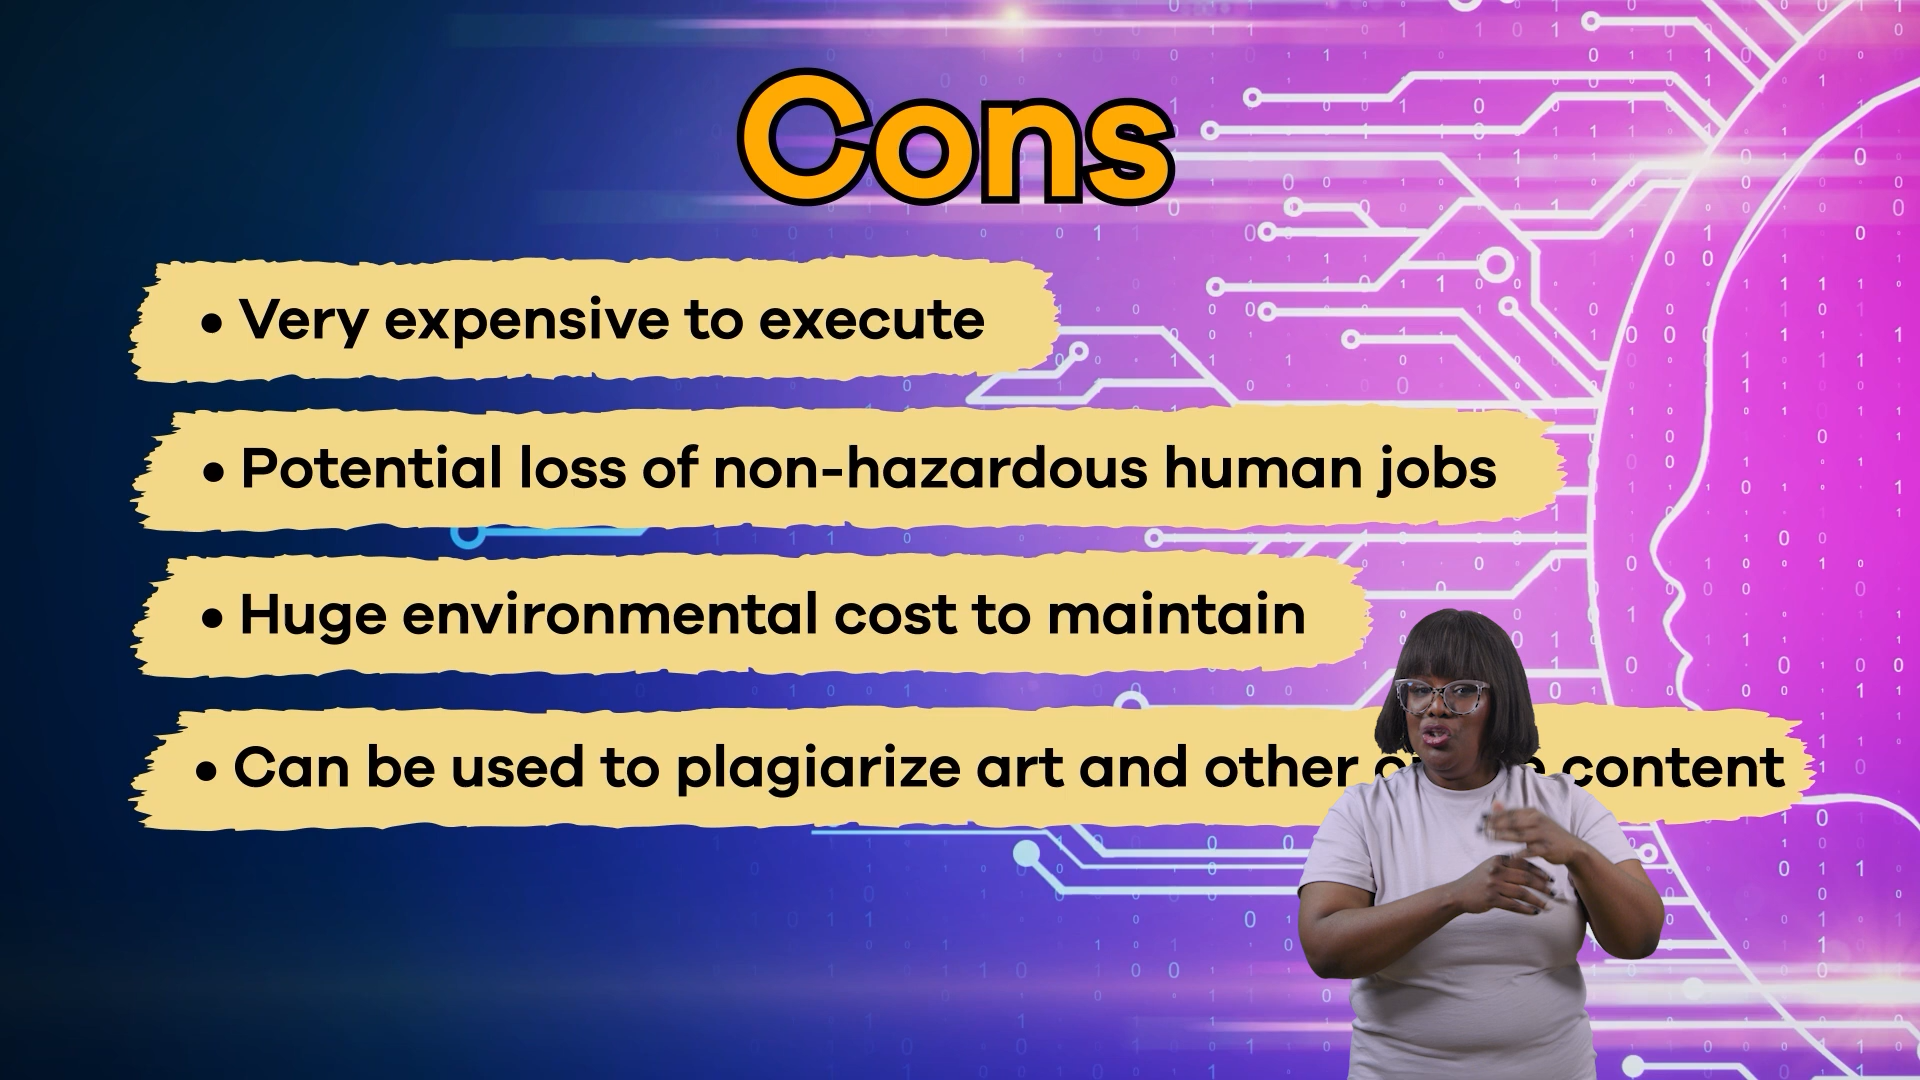 Cons
• Very expensive to execute
• Potential loss of non-hazardous human jobs
• Huge environmental cost to maintain
• Can be used to plagiarize art and other content